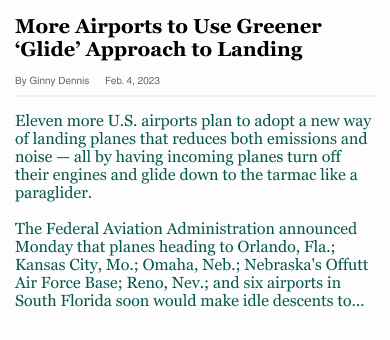 More Airports to Use Greener
‘Glide’ Approach to Landing
By Ginny Dennis Feb. 4, 2023
Eleven more U.S. airports plan to adopt a new way
of landing planes that reduces both emissions and
noise — all by having incoming planes turn off
their engines and glide down to the tarmac like a
paraglider.
The Federal Aviation Administration announced
Monday that planes heading to Orlando, Fla.;
Kansas City, Mo.; Omaha, Neb.; Nebraska's Offutt
Air Force Base; Reno, Nev.; and six airports in
South Florida soon would make idle descents to...